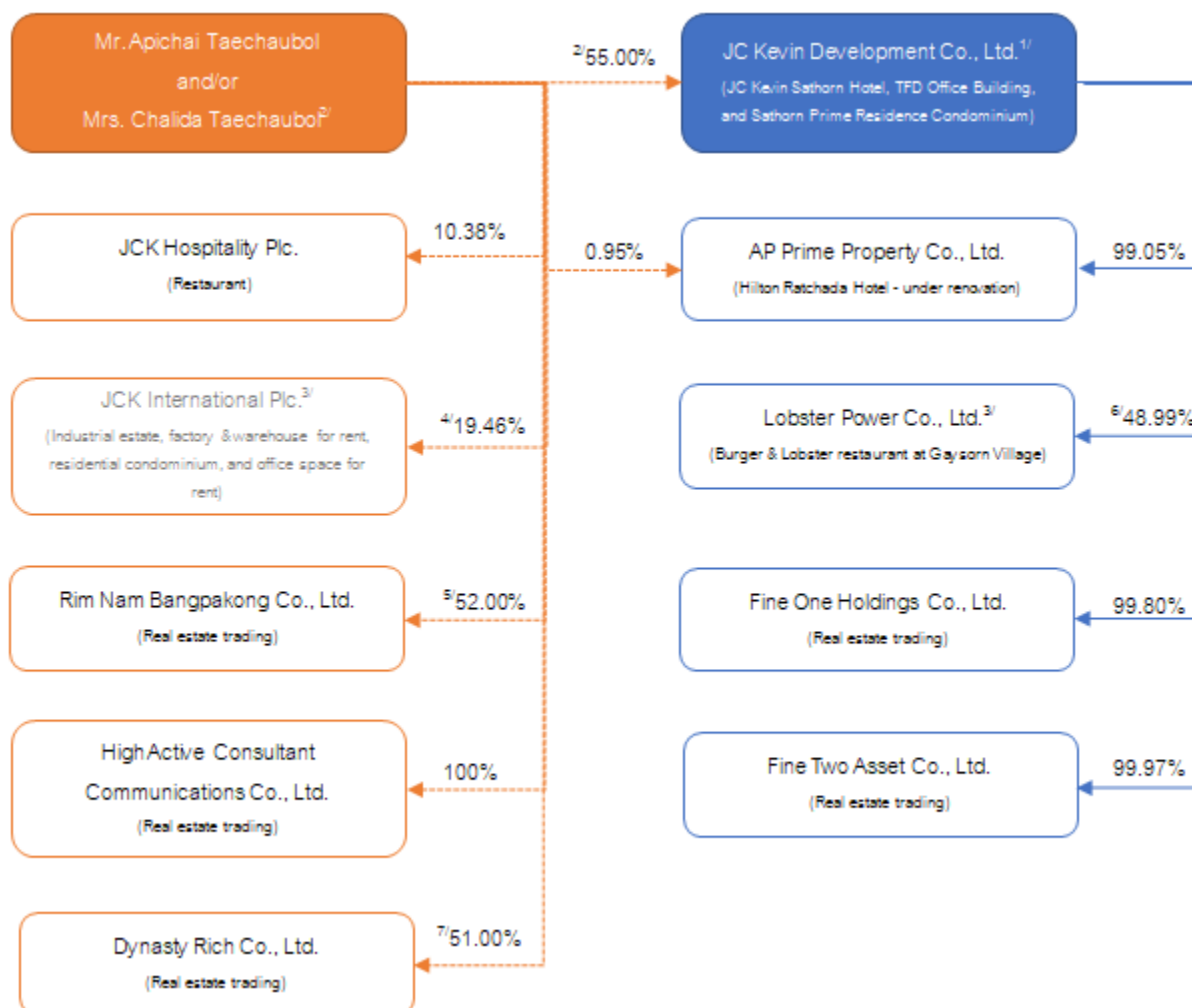 Mr. Apichai Taechaubol
and/or
Mrs. Chalida Taechaubol²/
²/55.00%
JC Kevin Development Co., Ltd.¹/
(JC Kevin Sathorn Hotel, TFD Office Building,
and Sathorn Prime Residence Condominium)
JCK Hospitality Plc.
(Restaurant)
10.38%
0.95%
AP Prime Property Co., Ltd.
(Hilton Ratchada Hotel - under renovation)
99.05%
JCK International Plc.³/
(Industrial estate, factory & warehouse for rent,
residential condominium, and office space for
rent)
⁴/19.46%
Lobster Power Co., Ltd.³/
(Burger & Lobster restaurant at Gaysorn Village)
⁶/48.99%
Rim Nam Bangpakong Co., Ltd.
(Real estate trading)
⁵/52.00%
Fine One Holdings Co., Ltd.
(Real estate trading)
99.80%
High Active Consultant
Communications Co., Ltd.
(Real estate trading)
100%
Fine Two Asset Co., Ltd.
(Real estate trading)
99.97%
Dynasty Rich Co., Ltd.
(Real estate trading)
⁷/51.00%